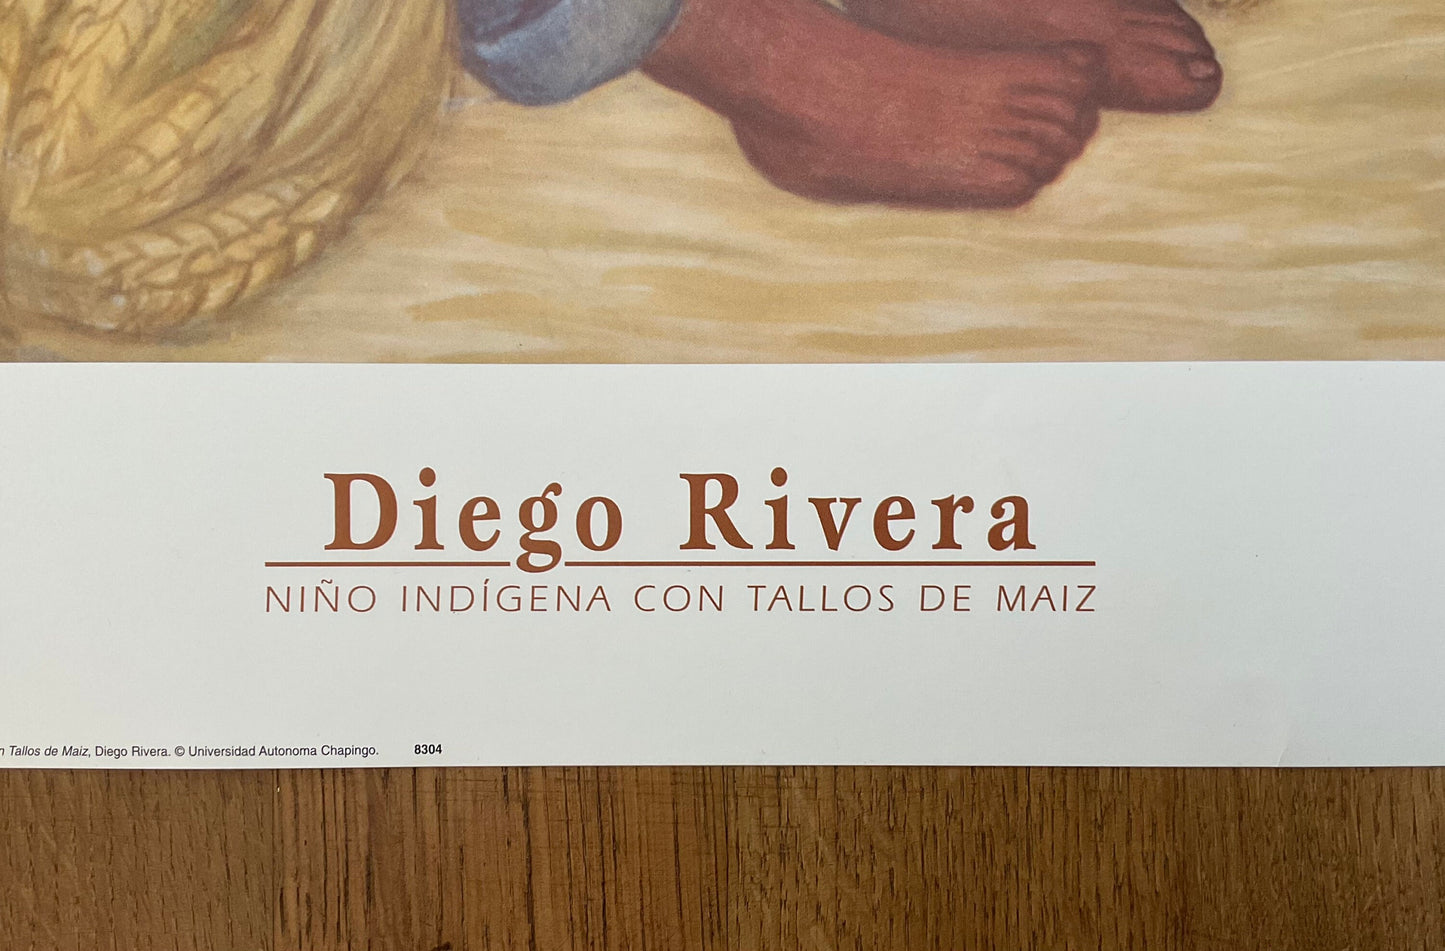 Diego Rivera
NIÑO INDÍGENA CON TALLOS DE MAIZ
Tallos de Maiz, Diego Rivera. © Universidad Autonoma Chapingo. 8304